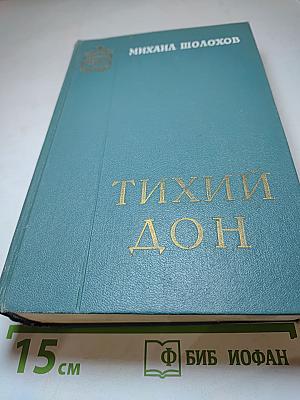 МИХАИЛ ШОЛОХОВ
ТИХИЙ
ДОН
15 см
Ф БИБ ИОФАН